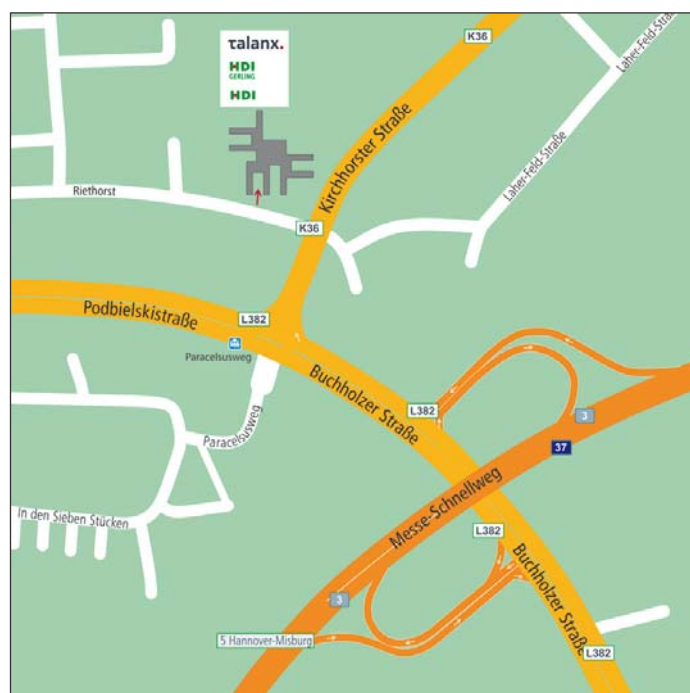 talanx.
K36
HDI
GERLING
HDI
Laher-Feld-Straße
Kirchhorster Straße
Laher-Feld-Straße
Riethorst
K36
Podbielskistraße
L382
Paracelsusweg
Buchholzer Straße
L382
3
37
Paracelsusweg
Messe-Schnellweg
In den Sieben Stücken
L382
Buchholzer Straße
3
5 Hannover-Misburg
L382